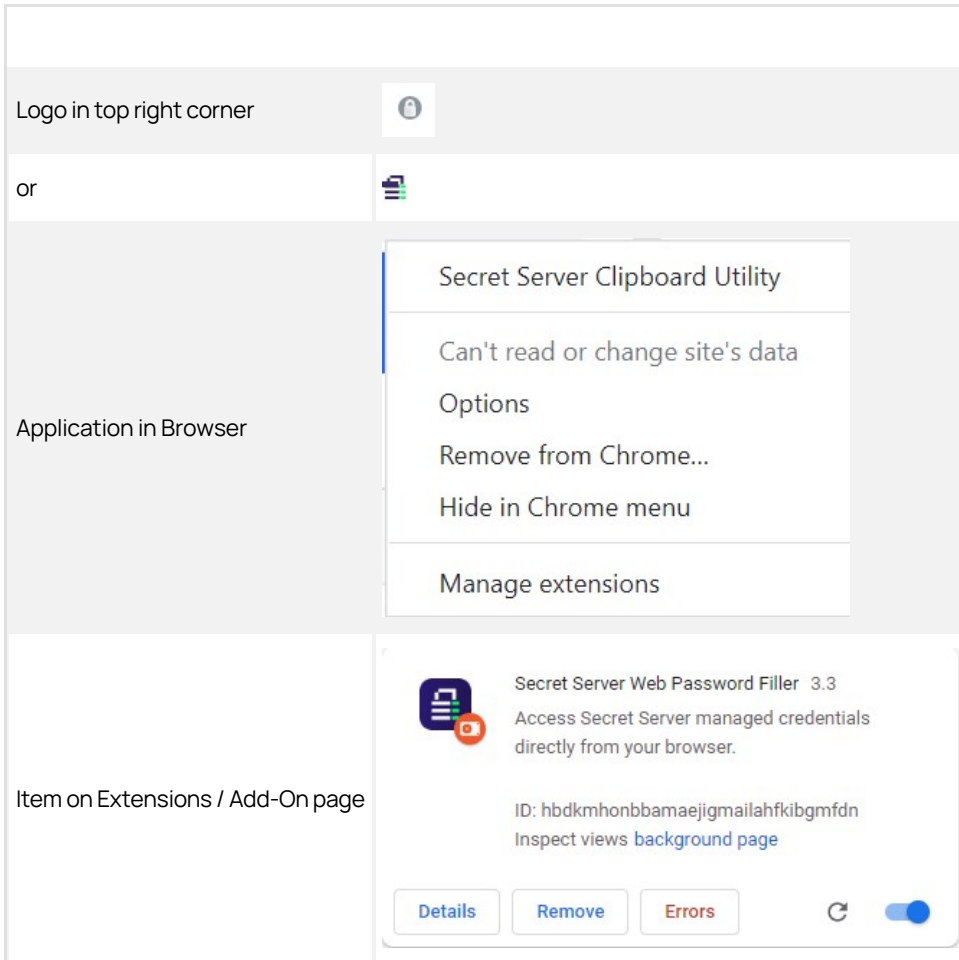 Logo in top right corner
or
Application in Browser
Secret Server Clipboard Utility
Can't read or change site's data
Options
Remove from Chrome...
Hide in Chrome menu
Manage extensions
Item on Extensions / Add-On page
Secret Server Web Password Filler 3.3
Access Secret Server managed credentials
directly from your browser.
ID: hbdkmhonbbamaejigmailahfkibgmfdn
Inspect views background page
Details Remove Errors